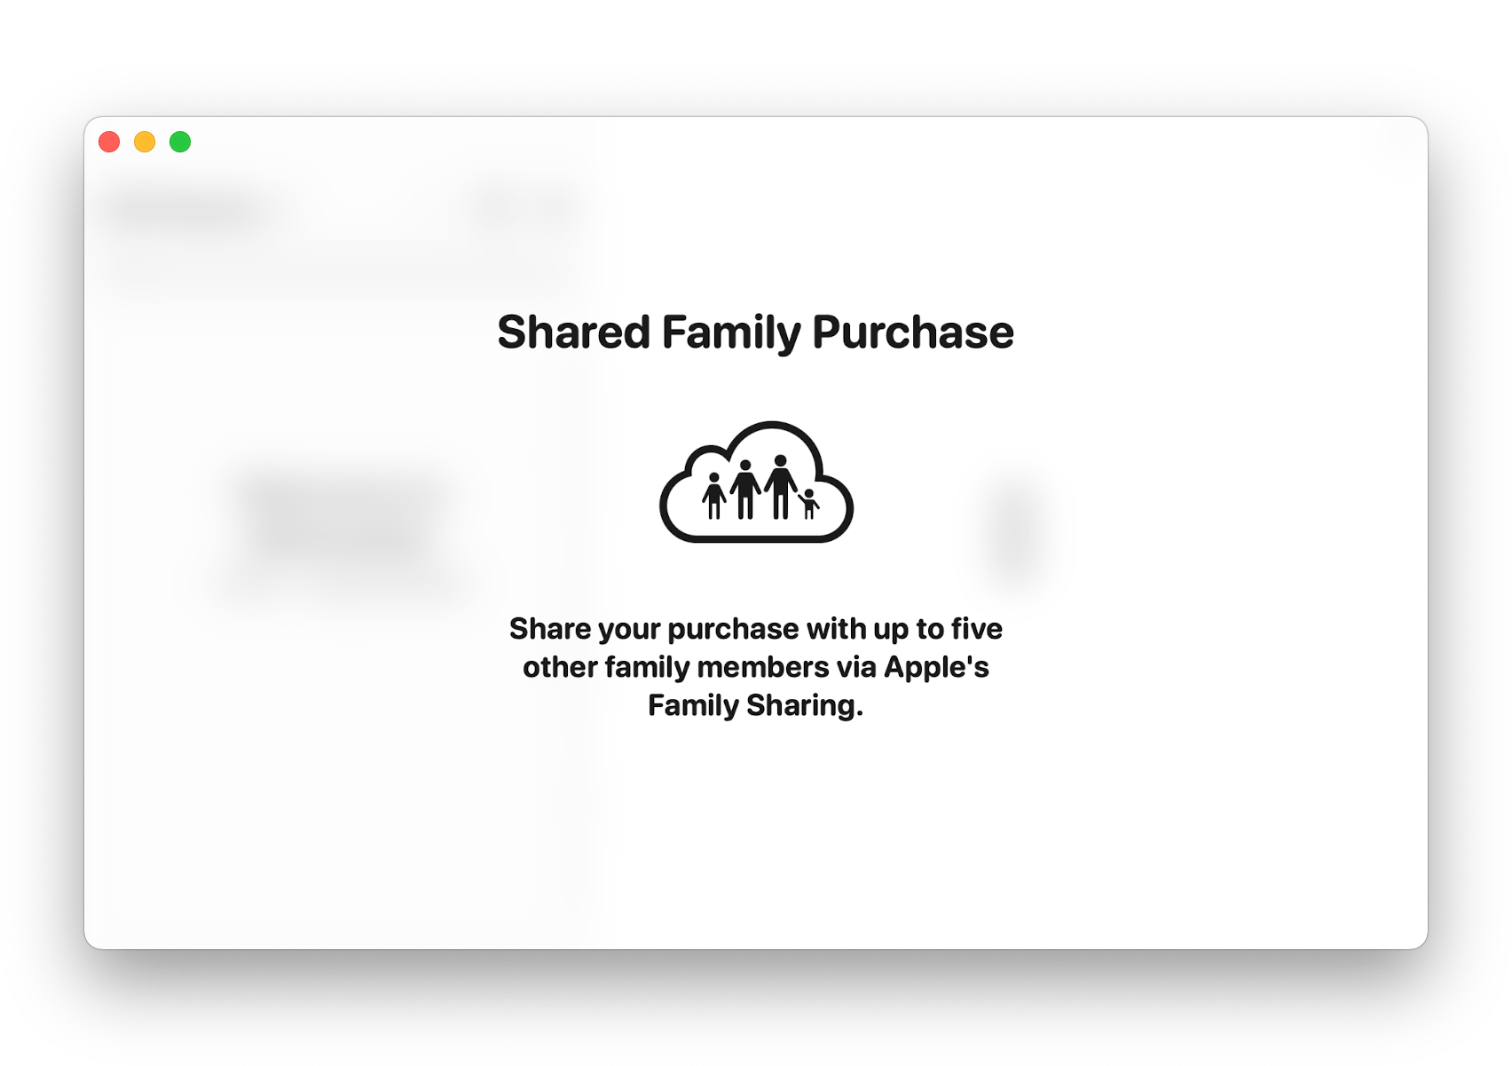 Shared Family Purchase
Share your purchase with up to five
other family members via Apple's
Family Sharing.